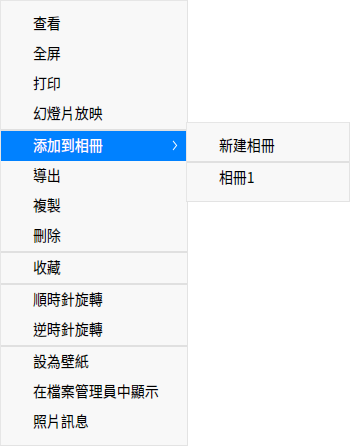 查看
全屏
打印
幻燈片放映
添加到相冊
新建相冊
相冊1
導出
複製
刪除
收藏
順時針旋轉
逆時針旋轉
設為壁紙
在檔案管理員中顯示
照片訊息